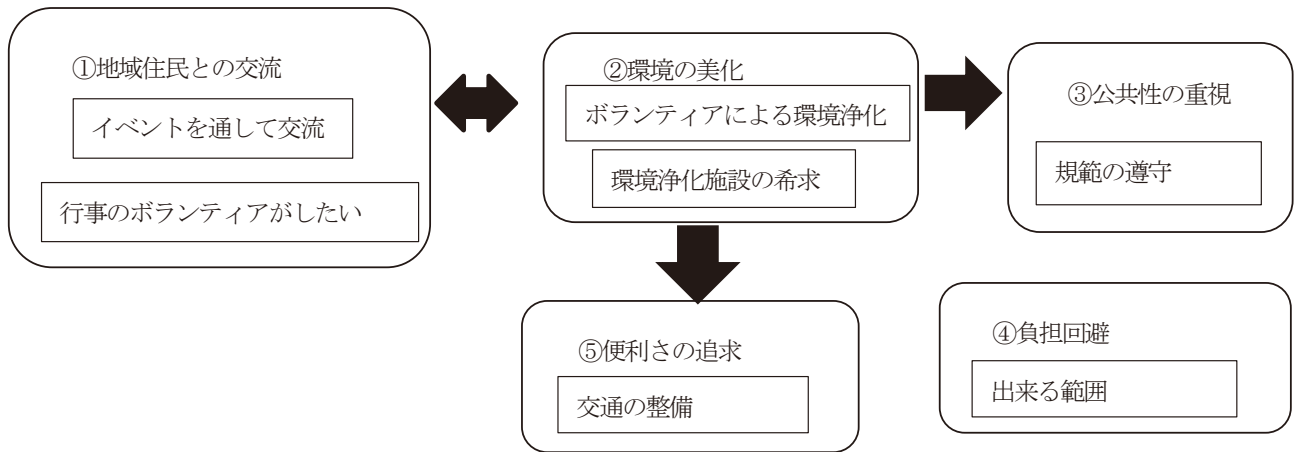 ①地域住民との交流
イベントを通して交流
行事のボランティアがしたい
②環境の美化
ボランティアによる環境浄化
環境浄化施設の希求
③公共性の重視
規範の遵守
⑤便利さの追求
交通の整備
④負担回避
出来る範囲